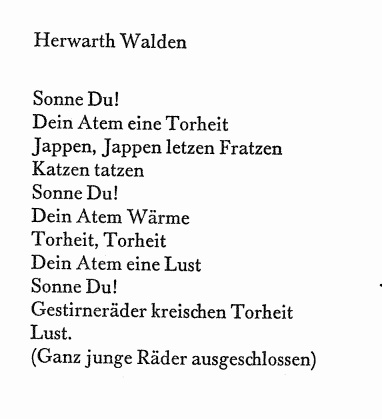 Herwarth Walden
Sonne Du!
Dein Atem eine Torheit
Jappen, Jappen letzen Fratzen
Katzen tatzen
Sonne Du!
Dein Atem Wärme
Torheit, Torheit
Dein Atem eine Lust
Sonne Du!
Gestirneräder kreischen Torheit
Lust.
(Ganz junge Räder ausgeschlossen)